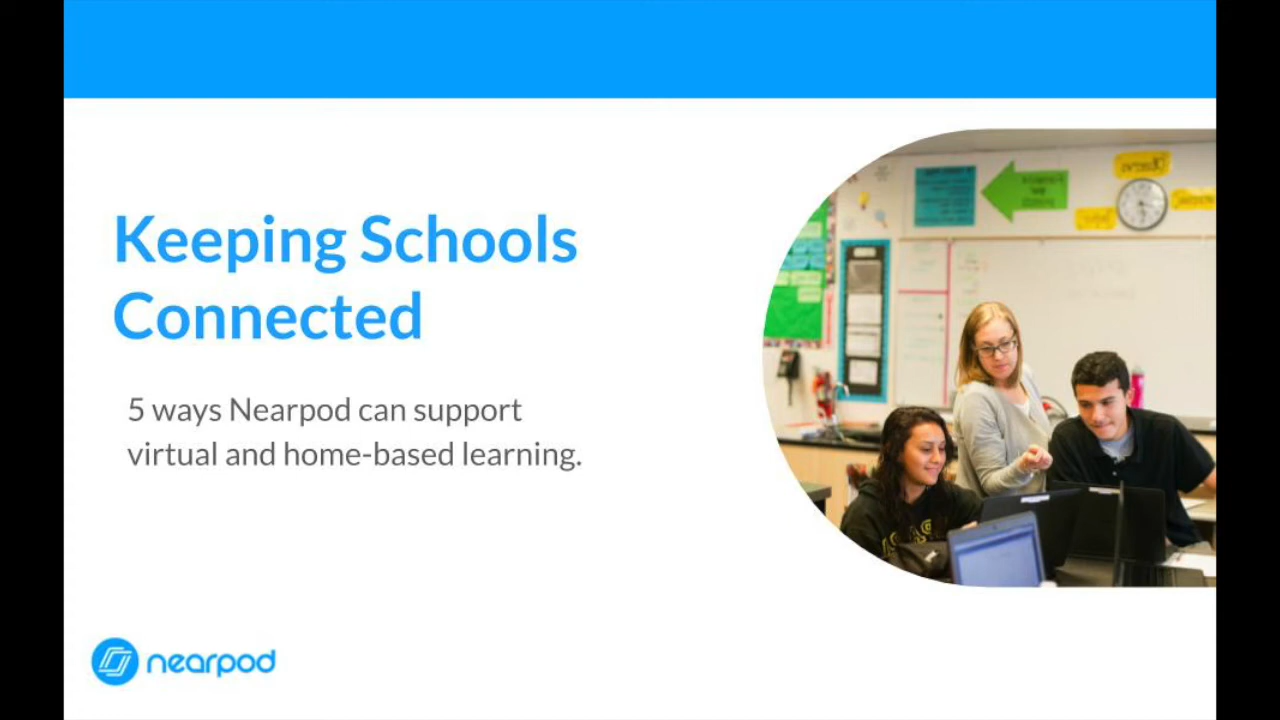 Keeping Schools
Connected
5 ways Nearpod can support
virtual and home-based learning.
nearpod